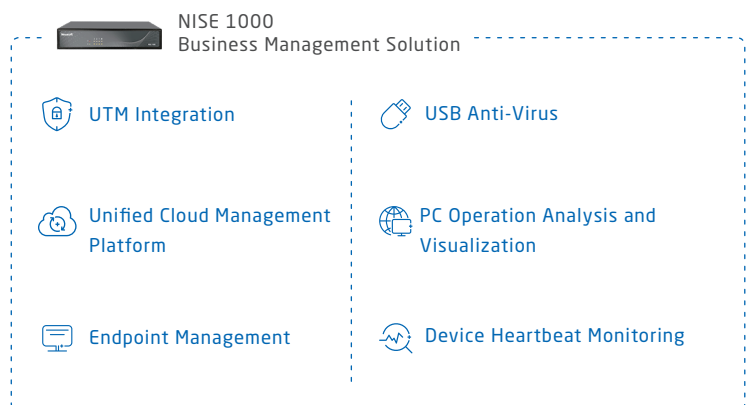 NISE 1000
Business Management Solution
UTM Integration
Unified Cloud Management
Platform
Endpoint Management
USB Anti-Virus
PC Operation Analysis and
Visualization
Device Heartbeat Monitoring